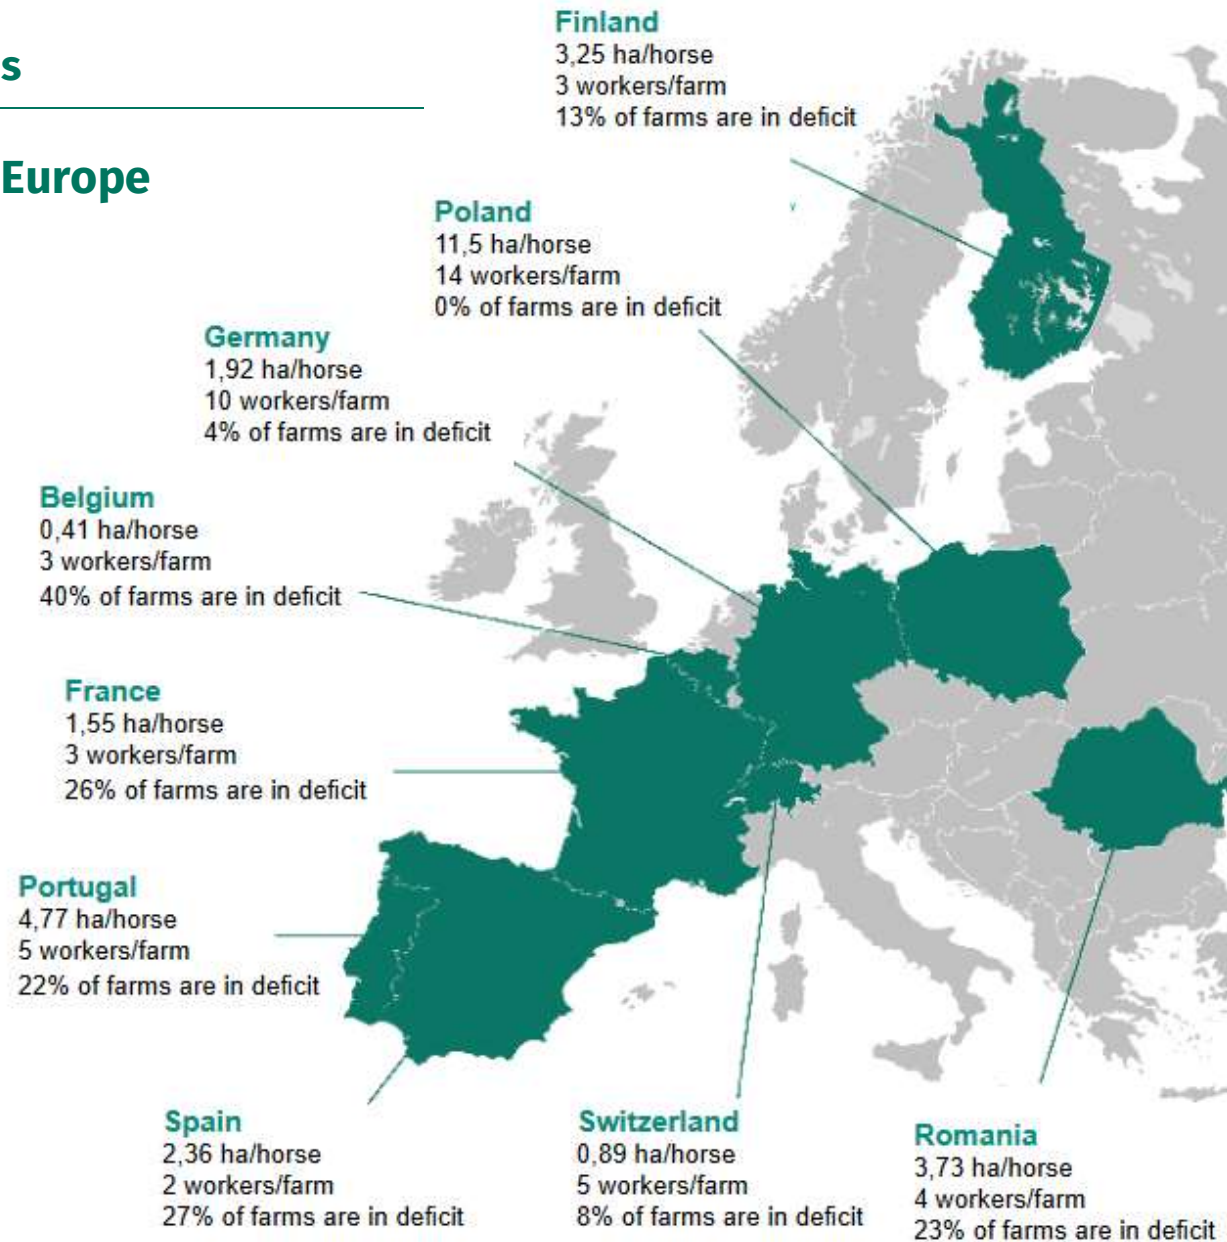 s
Europe
Finland
3,25 ha/horse
3 workers/farm
13% of farms are in deficit
Poland
11,5 ha/horse
14 workers/farm
0% of farms are in deficit
Germany
1,92 ha/horse
10 workers/farm
4% of farms are in deficit
Belgium
0,41 ha/horse
3 workers/farm
40% of farms are in deficit
France
1,55 ha/horse
3 workers/farm
26% of farms are in deficit
Portugal
4,77 ha/horse
5 workers/farm
22% of farms are in deficit
Spain
2,36 ha/horse
2 workers/farm
27% of farms are in deficit
Switzerland
0,89 ha/horse
5 workers/farm
8% of farms are in deficit
Romania
3,73 ha/horse
4 workers/farm
23% of farms are in deficit